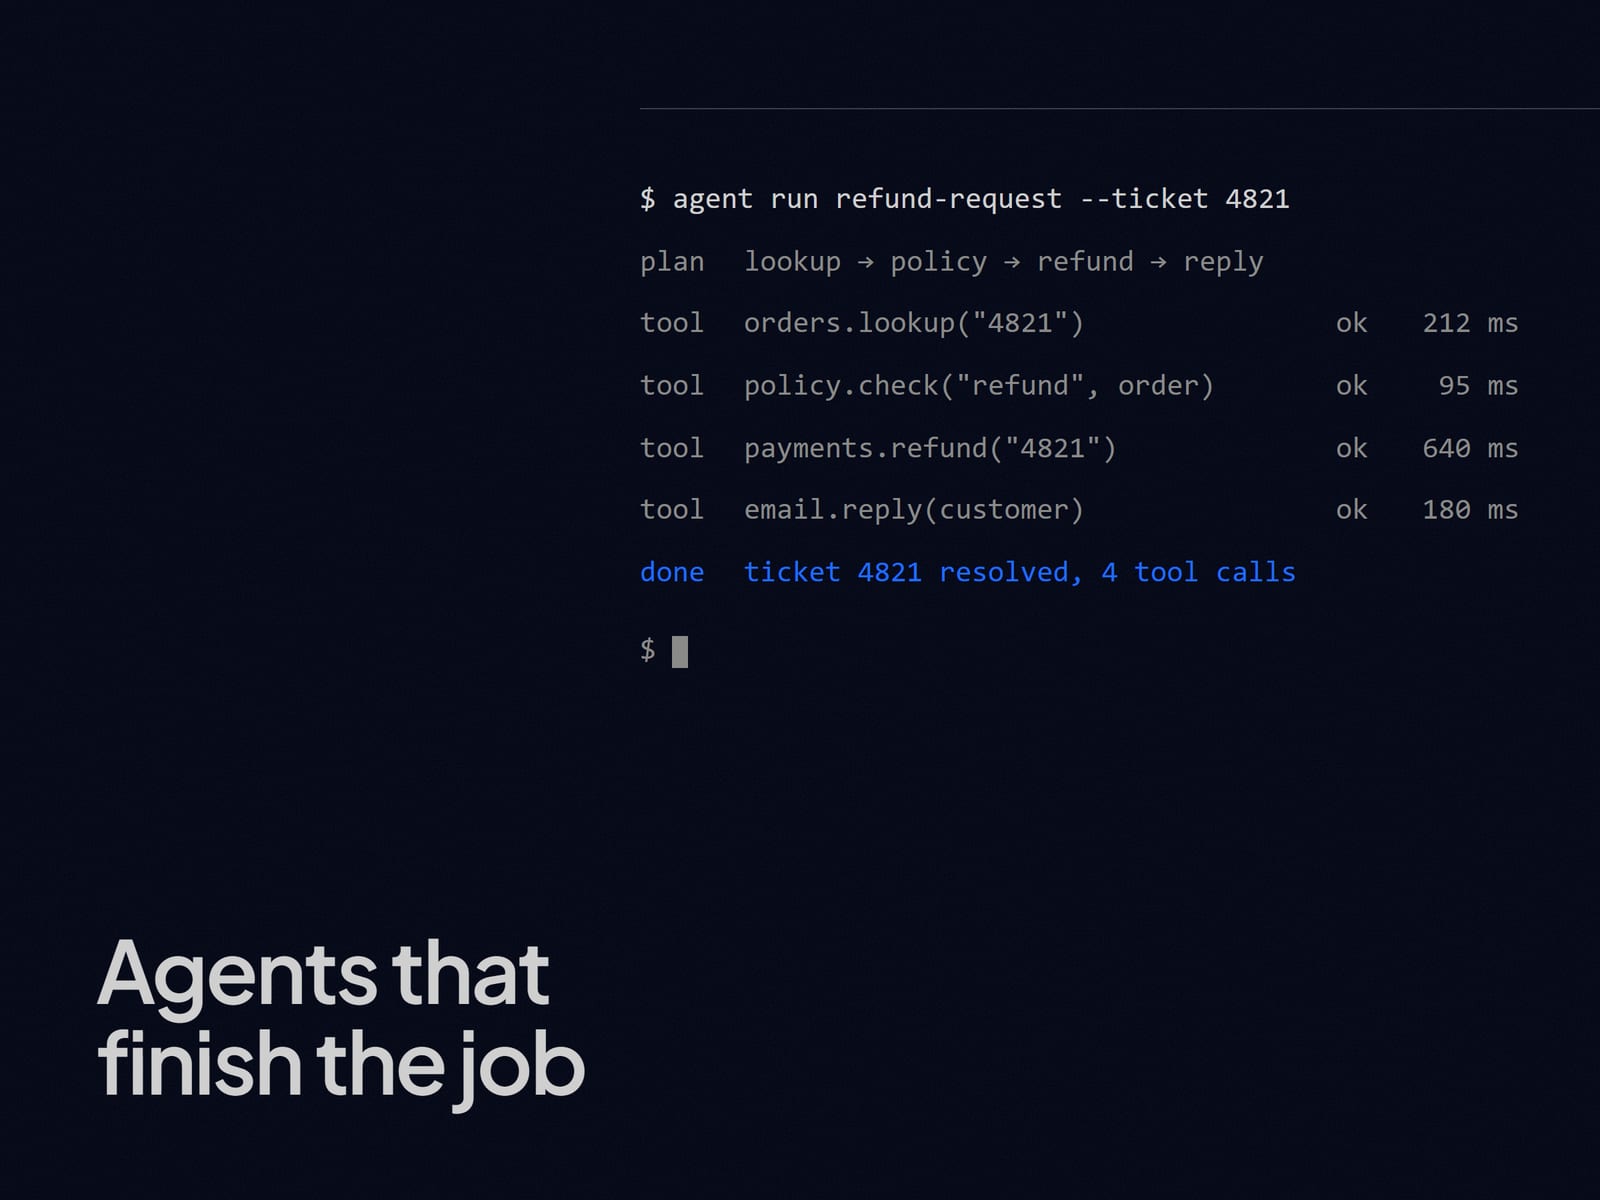 $ agent run refund-request --ticket 4821
plan lookup → policy → refund → reply
tool orders.lookup("4821") ok 212 ms
tool policy.check("refund", order) ok 95 ms
tool payments.refund("4821") ok 640 ms
tool email.reply(customer) ok 180 ms
done ticket 4821 resolved, 4 tool calls
$
Agents that
finish the job